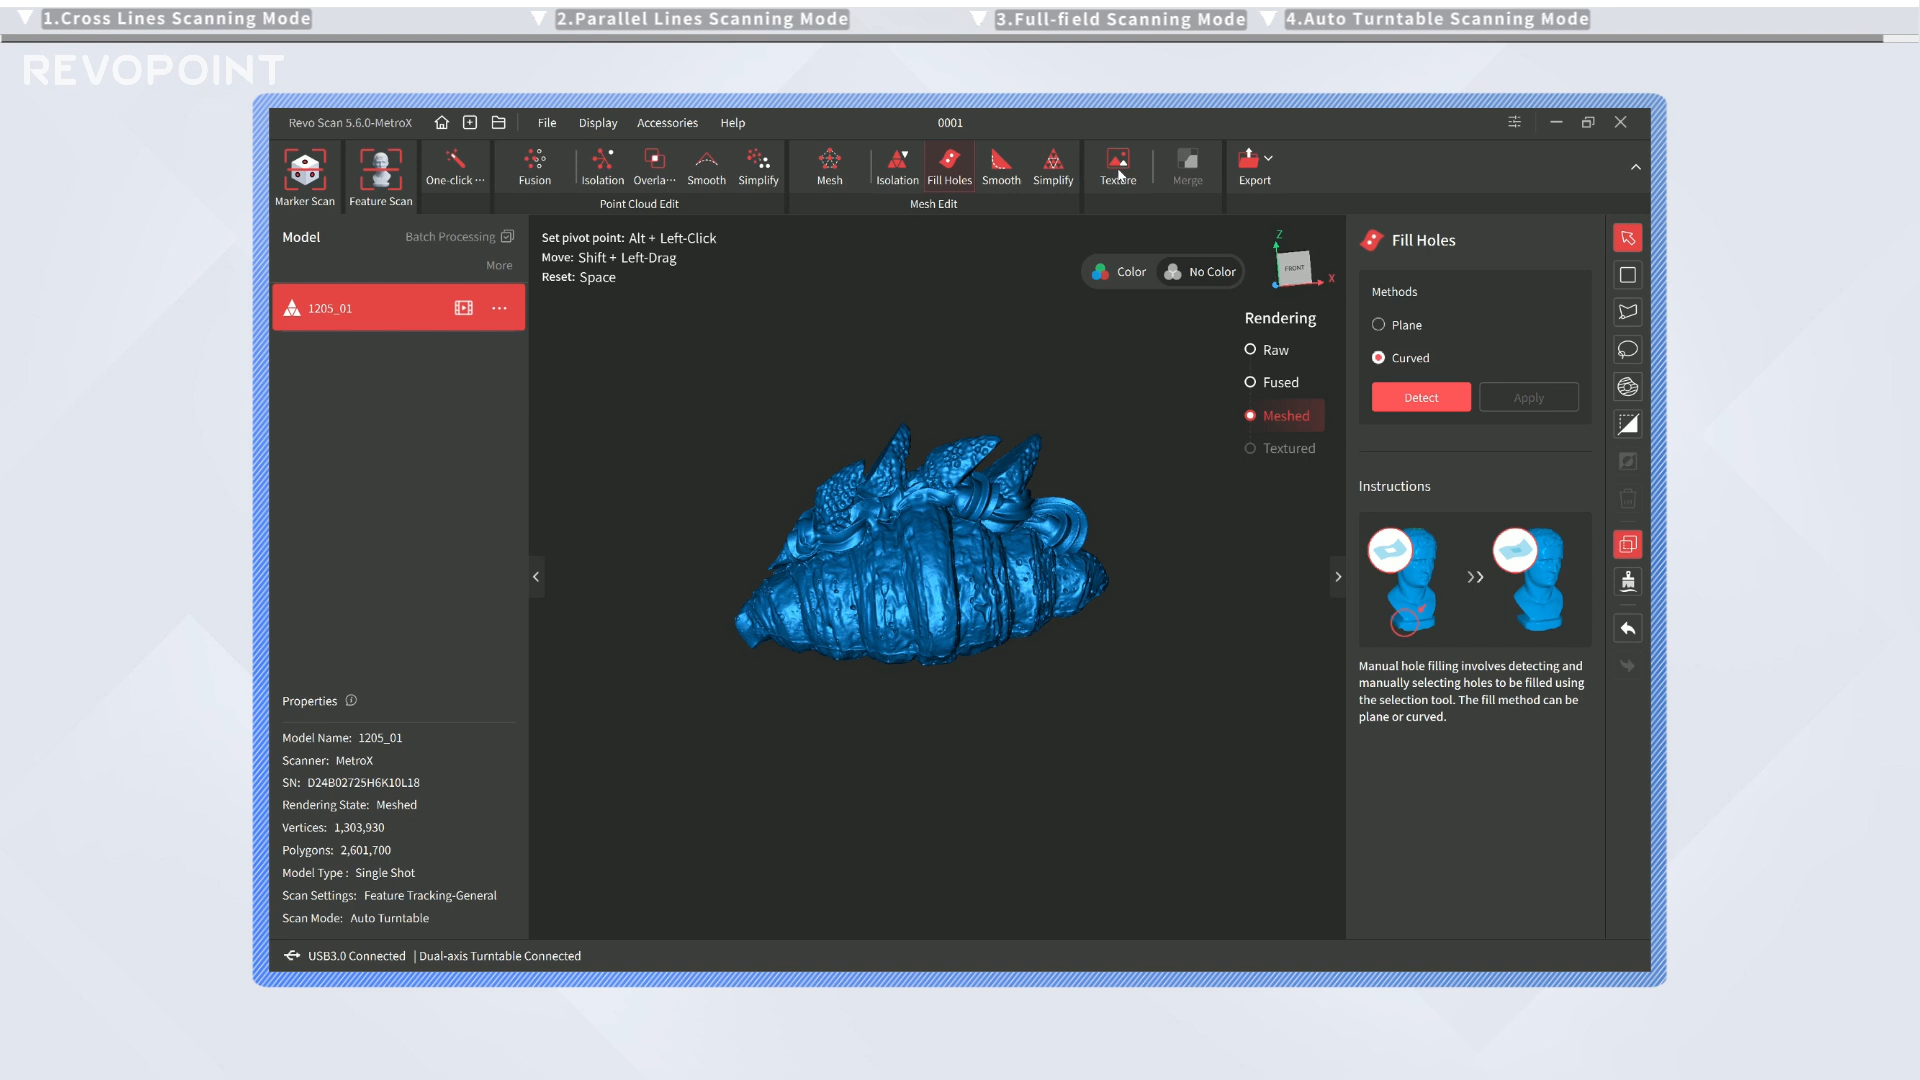 1.Cross Lines Scanning Mode
2.Parallel Lines Scanning Mode
3.Full-field Scanning Mode
4.Auto Turntable Scanning Mode
REVOPOINT
Revo Scan 5.6.0-MetroX
File
Display
Accessories
Help
0001
Marker Scan
Feature Scan
One-click ···
Fusion
Isolation
Overla···
Smooth
Simplify
Point Cloud Edit
Mesh
Isolation
Fill Holes
Smooth
Simplify
Mesh Edit
Texture
Merge
Export
Model
Batch Processing
More
1205_01
Set pivot point: Alt + Left-Click
Move: Shift + Left-Drag
Reset: Space
Color
No Color
Z
FRONT
X
Rendering
Raw
Fused
Meshed
Textured
Fill Holes
Methods
Plane
Curved
Detect
Apply
Instructions
Manual hole filling involves detecting and
manually selecting holes to be filled using
the selection tool. The fill method can be
plane or curved.
Properties
Model Name: 1205_01
Scanner: MetroX
SN: D24B02725H6K10L18
Rendering State: Meshed
Vertices: 1,303,930
Polygons: 2,601,700
Model Type : Single Shot
Scan Settings: Feature Tracking-General
Scan Mode: Auto Turntable
USB3.0 Connected | Dual-axis Turntable Connected